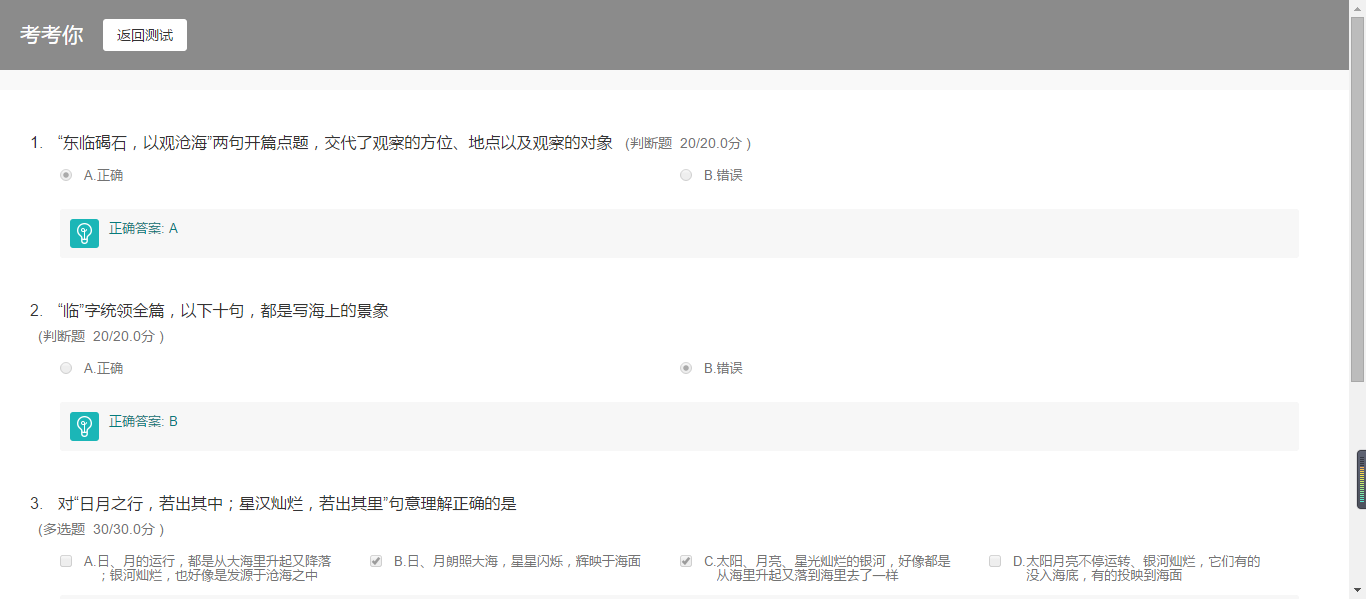 考考你 返回测试
1. “东临碣石，以观沧海”两句开篇点题，交代了观察的方位、地点以及观察的对象 (判断题 20/20.0分 )
A.正确 B.错误
正确答案: A
2. “临”字统领全篇，以下十句，都是写海上的景象
(判断题 20/20.0分 )
A.正确 B.错误
正确答案: B
3. 对“日月之行，若出其中；星汉灿烂，若出其里”句意理解正确的是
(多选题 30/30.0分 )
A.日、月的运行，都是从大海里升起又降落
；银河灿烂，也好像是发源于沧海之中
B.日、月朗照大海，星星闪烁，辉映于海面
C.太阳、月亮、星光灿烂的银河，好像都是
从海里升起又落到海里去了一样
D.太阳月亮不停运转、银河灿烂，它们有的
没入海底，有的投映到海面